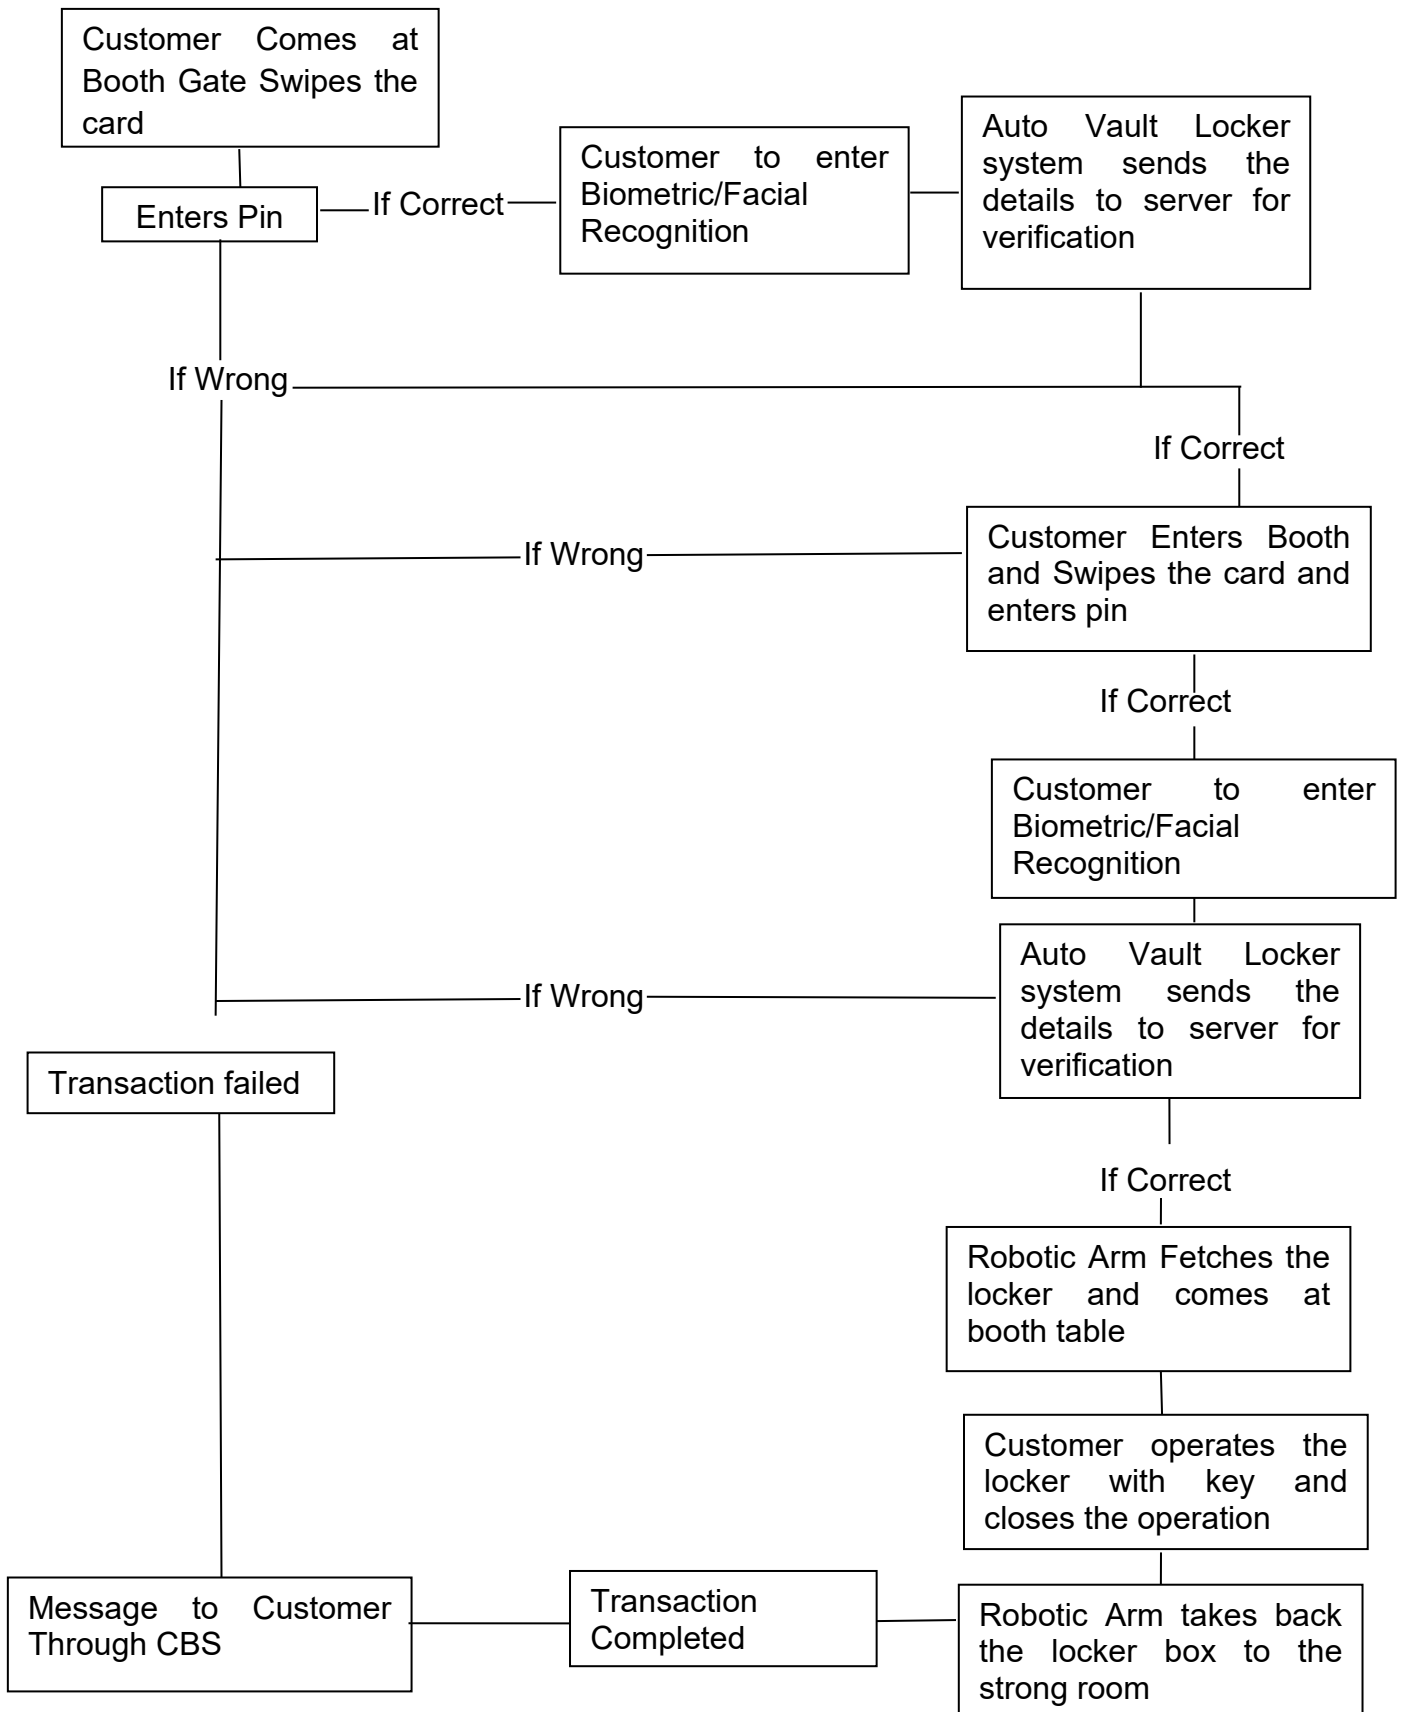 Customer Comes at
Booth Gate Swipes the
card
Enters Pin
If Correct
Customer to enter
Biometric/Facial
Recognition
Auto Vault Locker
system sends the
details to server for
verification
If Wrong
If Correct
If Wrong
Customer Enters Booth
and Swipes the card and
enters pin
If Correct
Customer to enter
Biometric/Facial
Recognition
If Wrong
Auto Vault Locker
system sends the
details to server for
verification
Transaction failed
If Correct
Robotic Arm Fetches the
locker and comes at
booth table
Customer operates the
locker with key and
closes the operation
Message to Customer
Through CBS
Transaction
Completed
Robotic Arm takes back
the locker box to the
strong room